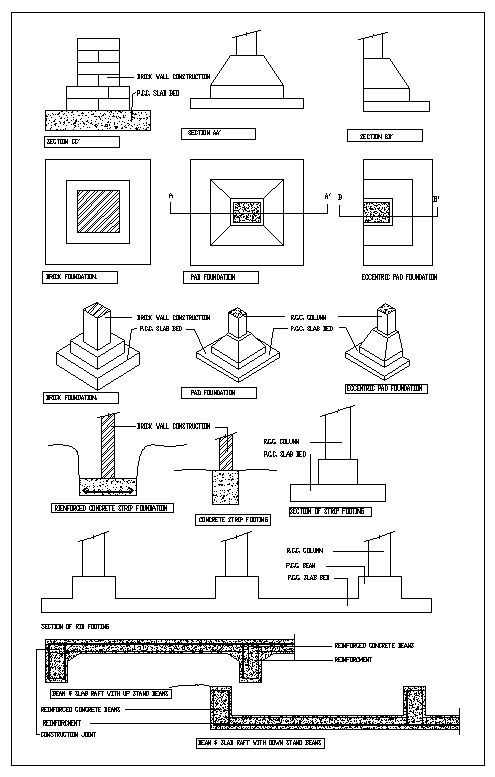 BRICK WALL CONSTRUCTION
P.C.C. SLAB BED
SECTION CC'
SECTION AA'
SECTION BB'
A
A'
B
B'
BRICK FOUNDATION.
PAD FOUNDATION
ECCENTRIC PAD FOUNDATION
BRICK WALL CONSTRUCTION
P.C.C. SLAB BED
R.C.C. COLUMN
P.C.C. SLAB BED
BRICK FOUNDATION.
PAD FOUNDATION
ECCENTRIC PAD FOUNDATION
BRICK WALL CONSTRUCTION
R.C.C. COLUMN
P.C.C. SLAB BED
RIENFORCED CONCRETE STRIP FOUNDATION
CONCRETE STRIP FOOTING
SECTION OF STRIP FOOTING
R.C.C. COLUMN
R.C.C. BEAN
P.C.C. SLAB BED
SECTION OF RIB FOOTING
REINFORCED CONCRETE BEAMS
REINFORCMENT
BEAM & SLAB RAFT WITH UP STAND BEAMS
REINFORCED CONCRETE BEAMS
REINFORCMENT
CONSTRUCTION JOINT
BEAM & SLAB RAFT WITH DOWN STAND BEAMS